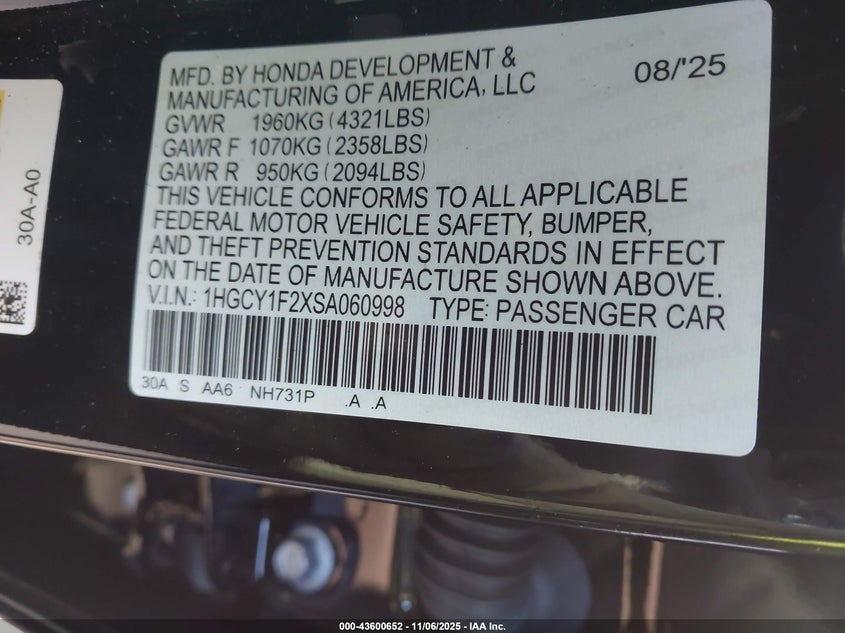 MFD. BY HONDA DEVELOPMENT &
MANUFACTURING OF AMERICA, LLC
08/'25
GVWR 1960KG (4321LBS)
GAWR F 1070KG (2358LBS)
GAWR R 950KG (2094LBS)
THIS VEHICLE CONFORMS TO ALL APPLICABLE
FEDERAL MOTOR VEHICLE SAFETY, BUMPER,
AND THEFT PREVENTION STANDARDS IN EFFECT
ON THE DATE OF MANUFACTURE SHOWN ABOVE.
V.I.N.: 1HGCY1F2XSA060998 TYPE: PASSENGER CAR
30A S AA6 NH731P .A .A
30A-A0
000-43600652 - 11/06/2025 - IAA Inc.